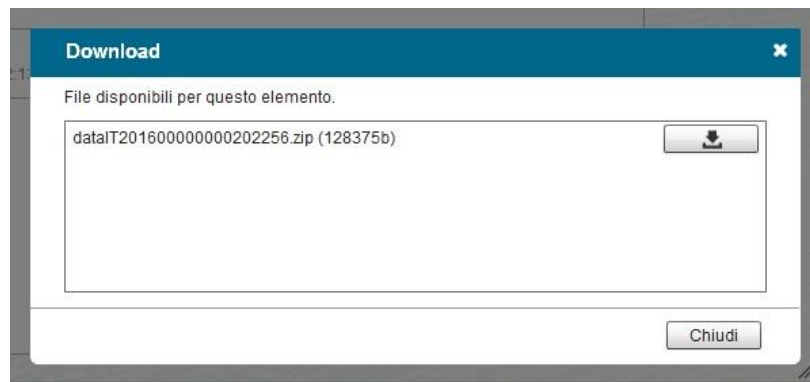 Download
File disponibili per questo elemento.
dataIT201600000000202256.zip (128375b)
Chiudi